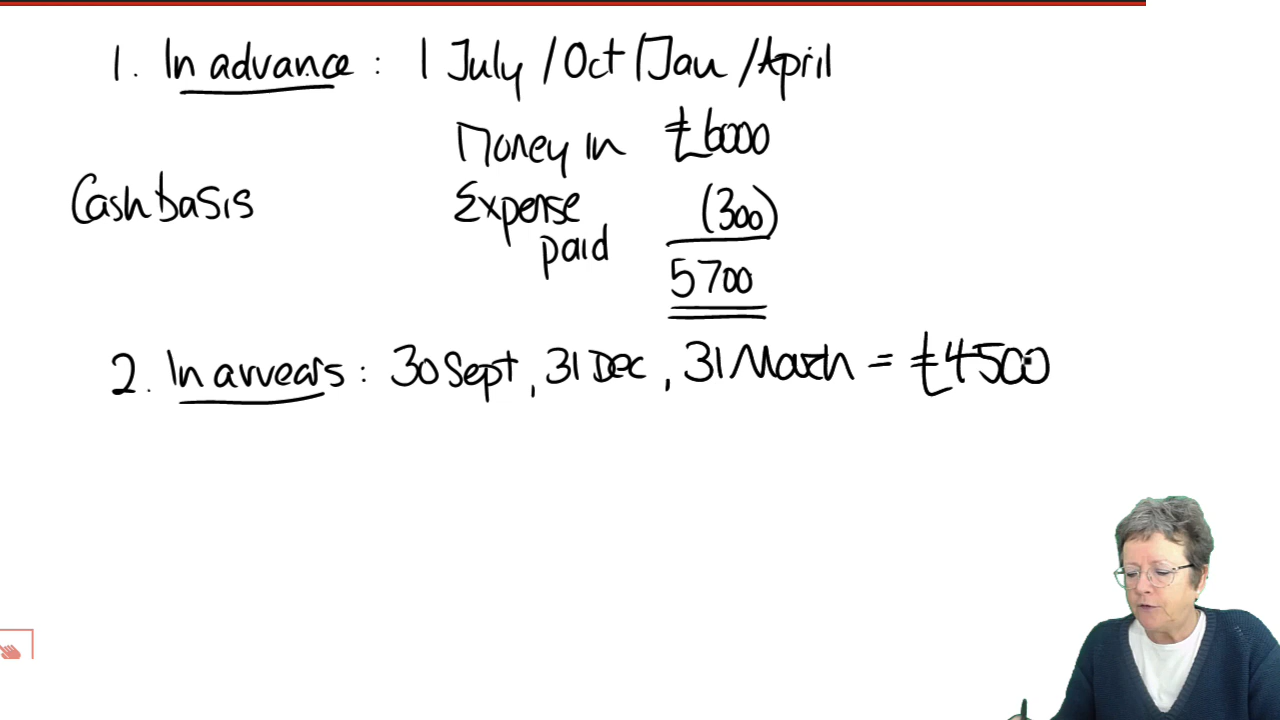 1. In advance : 1 July / Oct / Jan / April
Money in £6000
Cash basis
Expense (300)
paid
5700
2. In arrears : 30 Sept, 31 Dec, 31 March = £4500